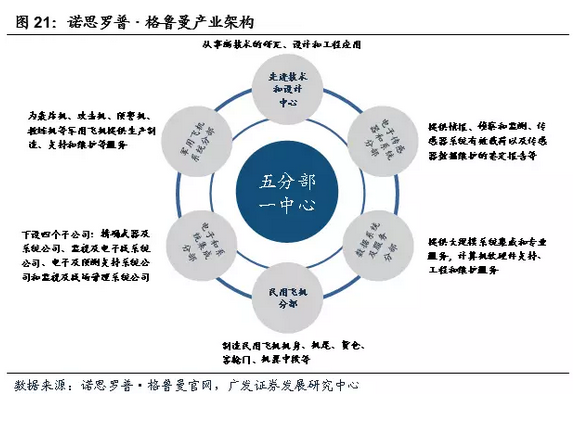 图 21：诺思罗普·格鲁曼产业架构
从事海技术的研究、设计和工程应用
先进技术
和设计
中心
为轰炸机、攻击机、预警机、
教练机等军用飞机提供生产制
造、支持和维护等服务
军用飞机
系统分部
电子传感
器和系统
分部
提供情报、侦察和监测、传
感器系统有效载荷以及传感
器数据维护的鉴定报告等
五分部
一中心
下设四个子公司：精确武器及
系统公司、监视及电子战系统
公司、电子及预测支持系统公
司和监视及战场管理系统公司
电子和系
统集成
分部
数据系统
及服务
分部
提供大规模系统集成和专业
服务，计算机软硬件支持、
工程和维护服务
民用飞机
分部
制造民用飞机机身、机尾、货仓、
客舱门、机翼中段等
数据来源：诺思罗普·格鲁曼官网，广发证券发展研究中心